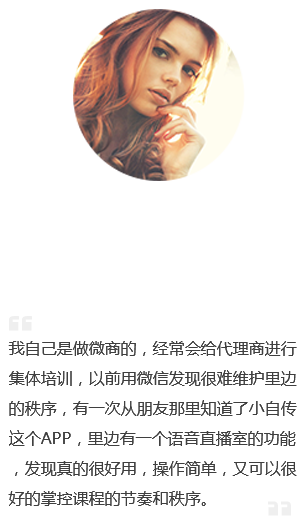 我自己是做微商的，经常会给代理商进行
集体培训，以前用微信发现很难维护里边
的秩序，有一次从朋友那里知道了小自传
这个APP，里边有一个语音直播室的功能
，发现真的很好用，操作简单，又可以很
好的掌控课程的节奏和秩序。